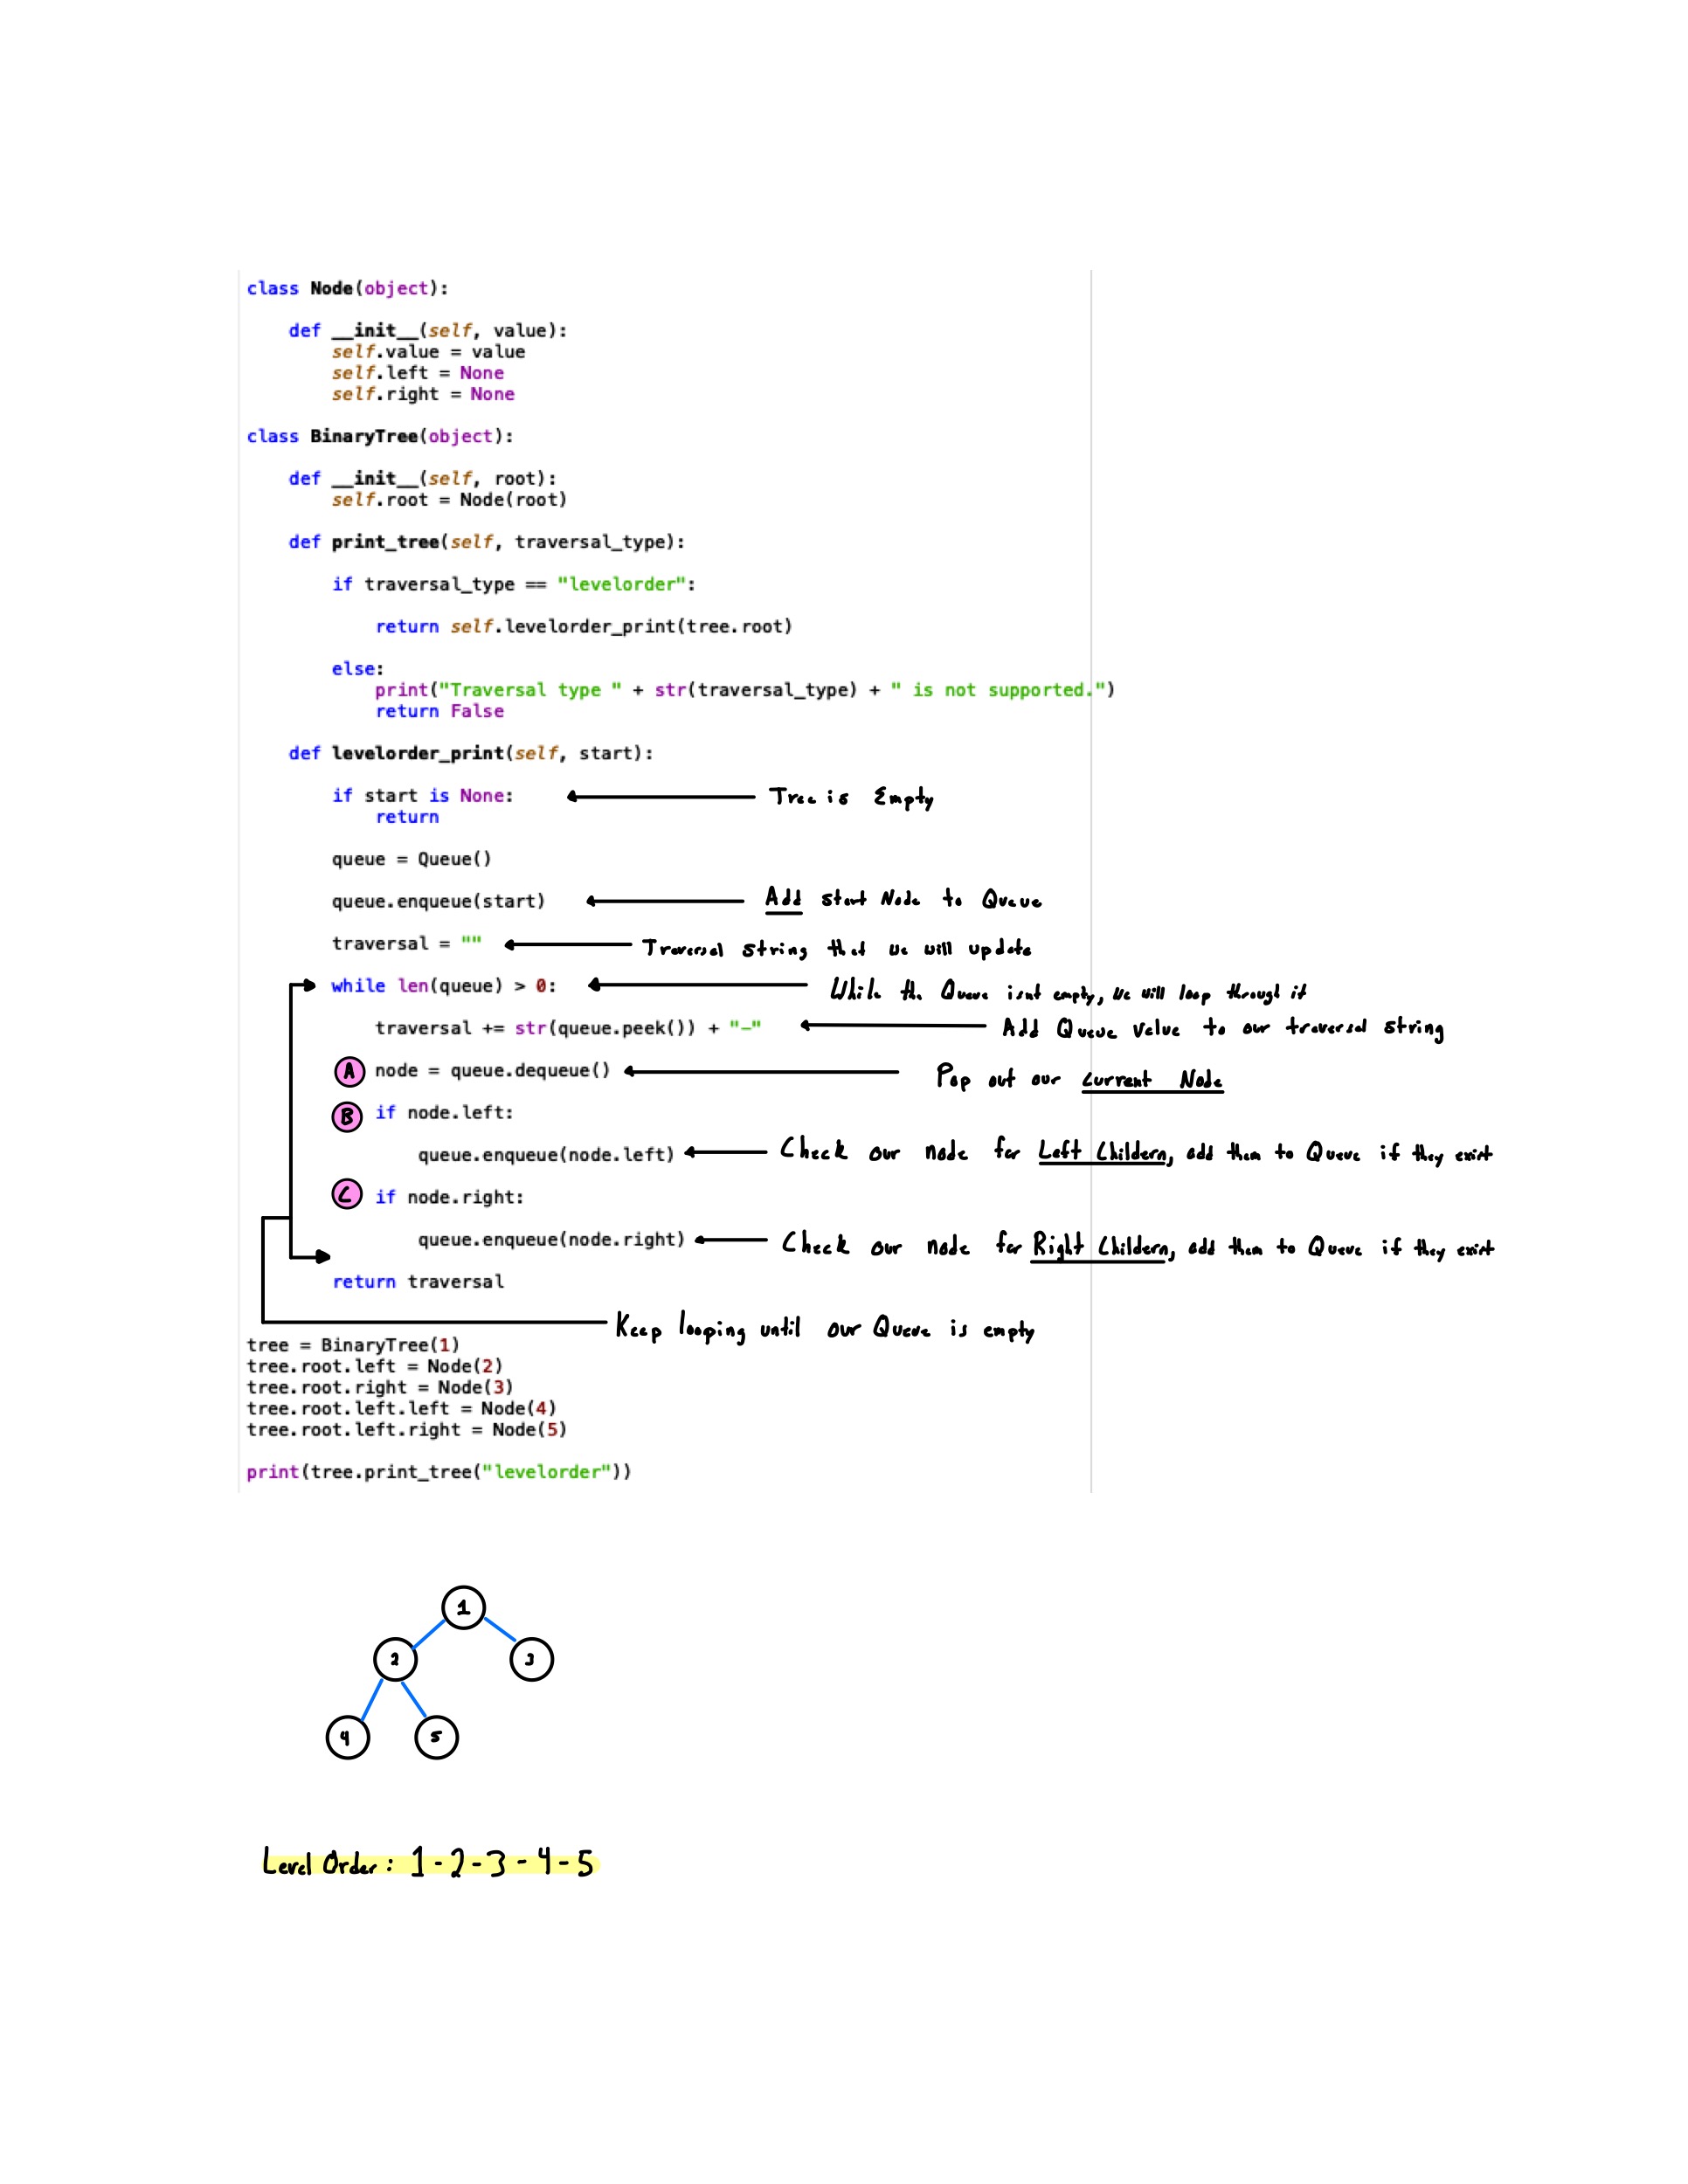 class Node(object):
def __init__(self, value):
self.value = value
self.left = None
self.right = None
class BinaryTree(object):
def __init__(self, root):
self.root = Node(root)
def print_tree(self, traversal_type):
if traversal_type == "levelorder":
return self.levelorder_print(tree.root)
else:
print("Traversal type " + str(traversal_type) + " is not supported.")
return False
def levelorder_print(self, start):
if start is None: Tree is Empty
return
queue = Queue()
queue.enqueue(start) Add start Node to Queue
traversal = "" Traversal string that we will update
while len(queue) > 0: While the Queue isnt empty, we will loop through it
traversal += str(queue.peek()) + "-" Add Queue value to our traversal string
A node = queue.dequeue() Pop out our Current Node
B if node.left:
queue.enqueue(node.left) Check our node for Left Childern, add them to Queue if they exist
C if node.right:
queue.enqueue(node.right) Check our node for Right Childern, add them to Queue if they exist
return traversal
Keep looping until our Queue is empty
tree = BinaryTree(1)
tree.root.left = Node(2)
tree.root.right = Node(3)
tree.root.left.left = Node(4)
tree.root.left.right = Node(5)
print(tree.print_tree("levelorder"))
1
2 3
4 5
Level Order: 1-2-3-4-5